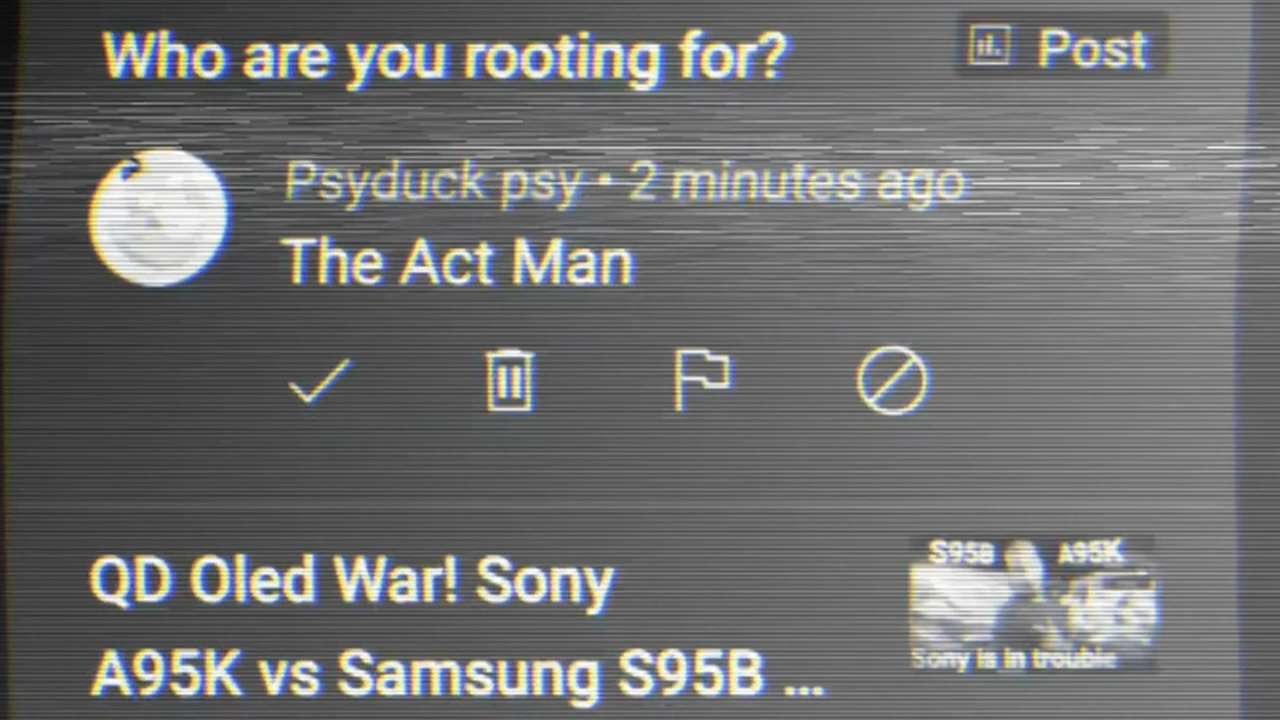 Who are you rooting for?
Post
Psyduck psy • 2 minutes ago
The Act Man
QD Oled War! Sony
A95K vs Samsung S95B ...
S95B A95K
Sony is in trouble